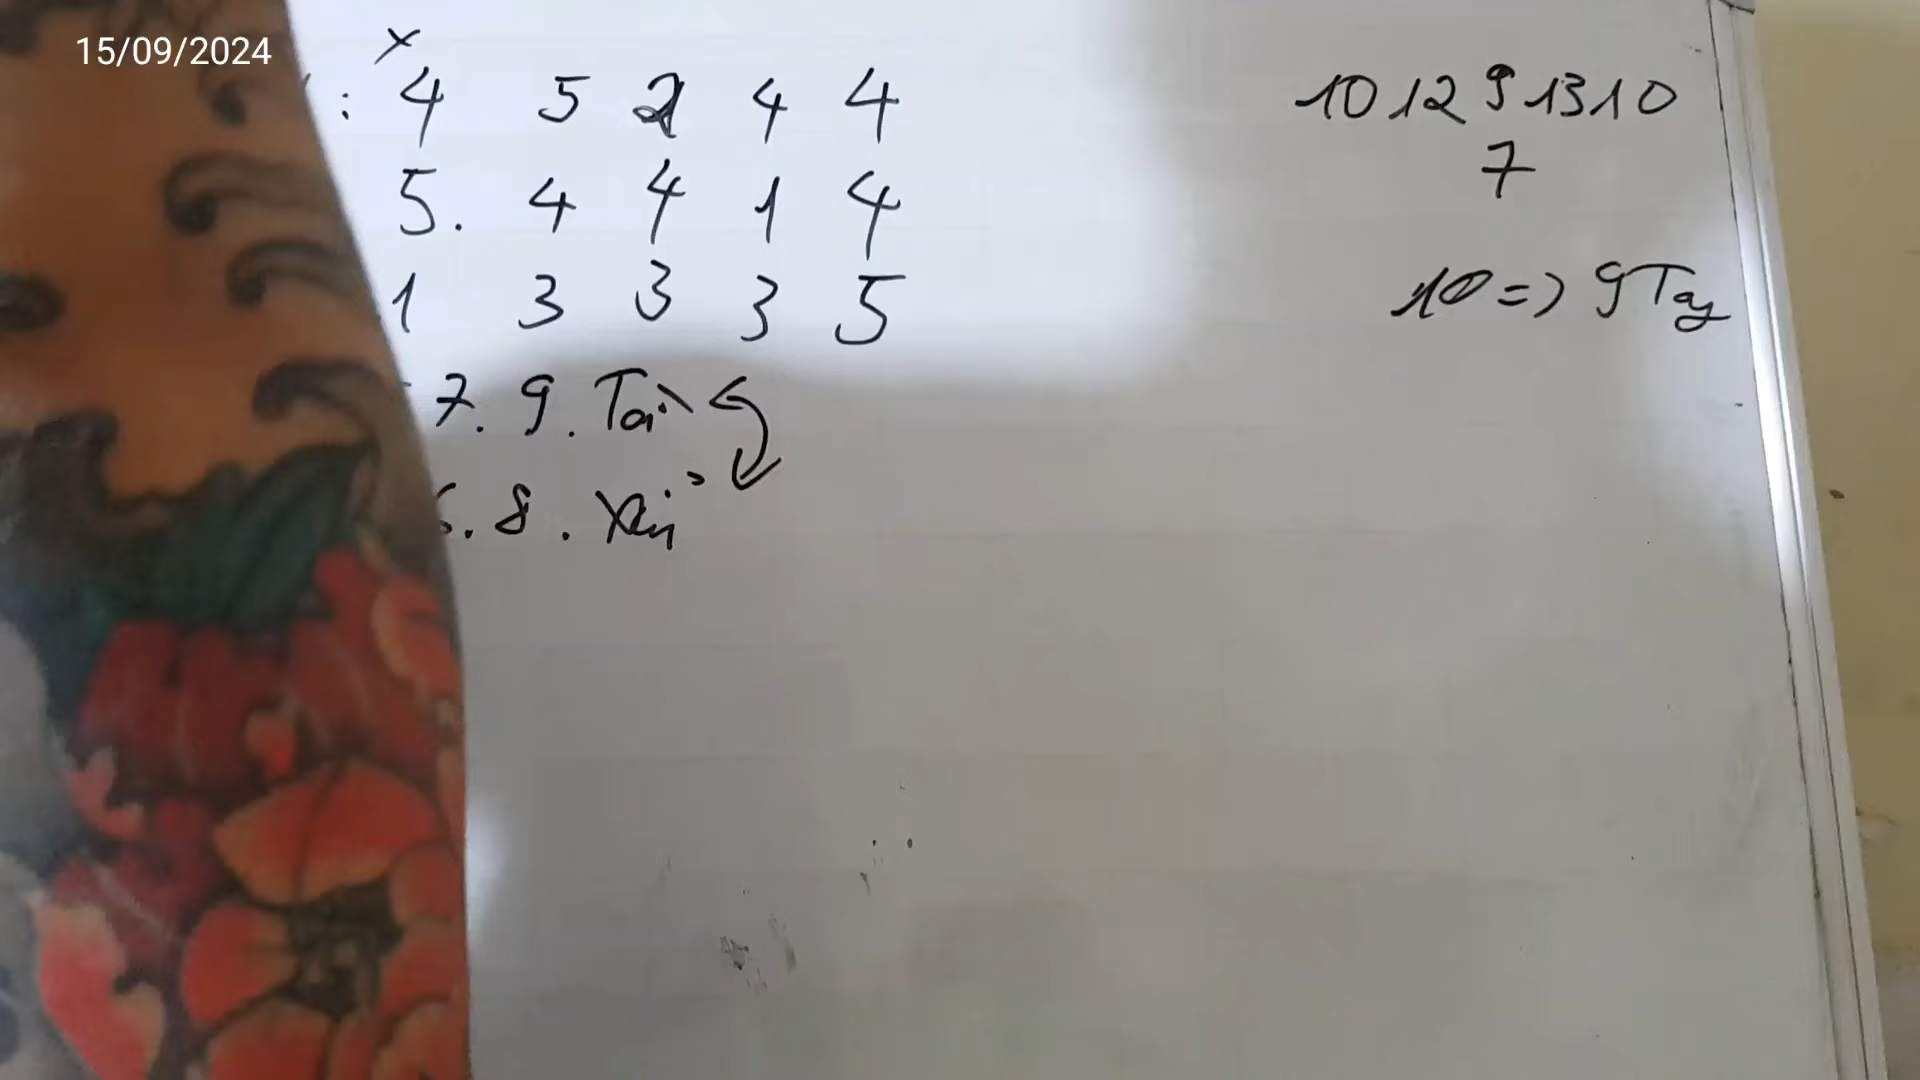 15/09/2024
x
: 4 5 4 4 10 12 9 13 10
5. 4 4 1 4 7
1 3 3 3 5 10 => 9 Tay
7. 9. Tài
. 8. Xỉu